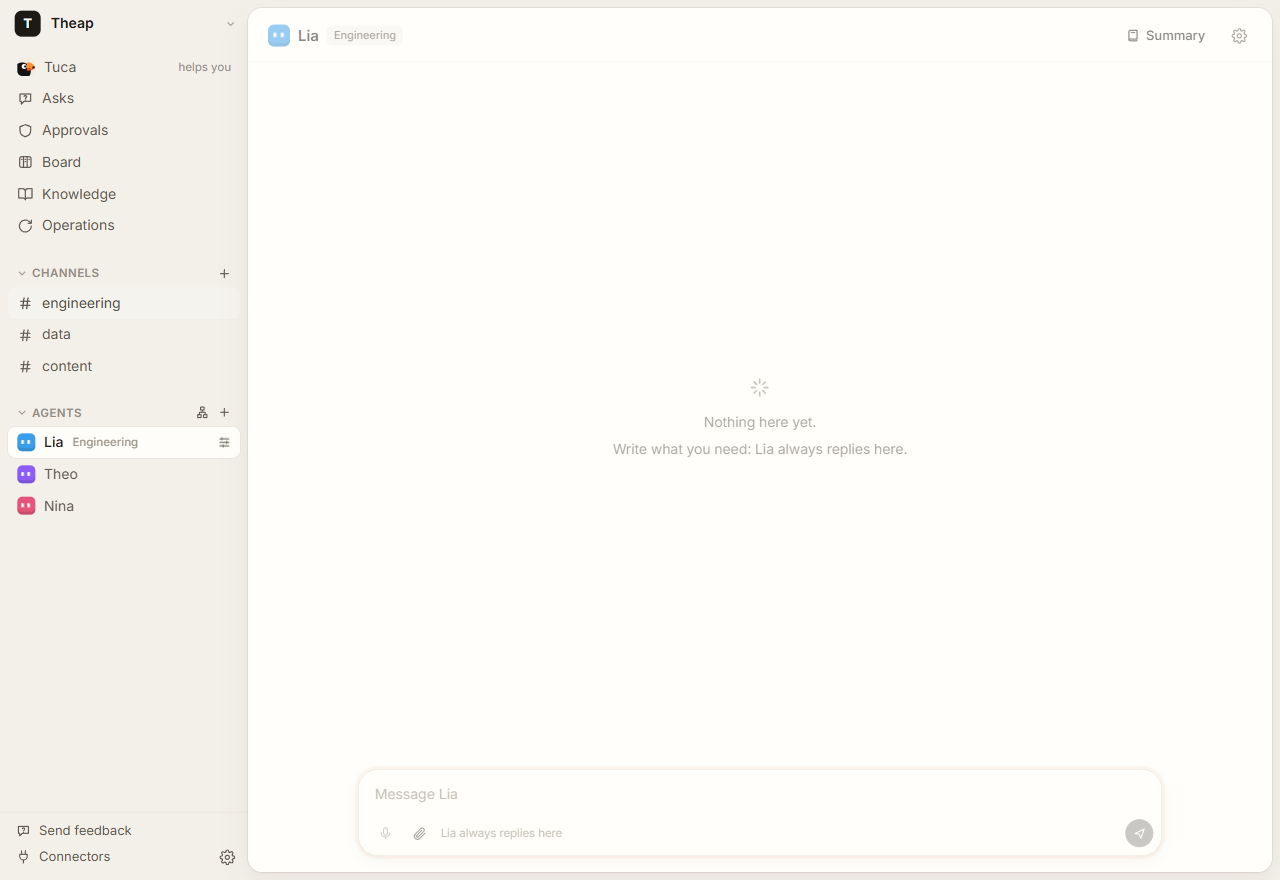 T Theap
Tuca helps you
Asks
Approvals
Board
Knowledge
Operations
CHANNELS
# engineering
# data
# content
AGENTS
Lia Engineering
Theo
Nina
Send feedback
Connectors
Lia Engineering
Summary
Nothing here yet.
Write what you need: Lia always replies here.
Message Lia
Lia always replies here